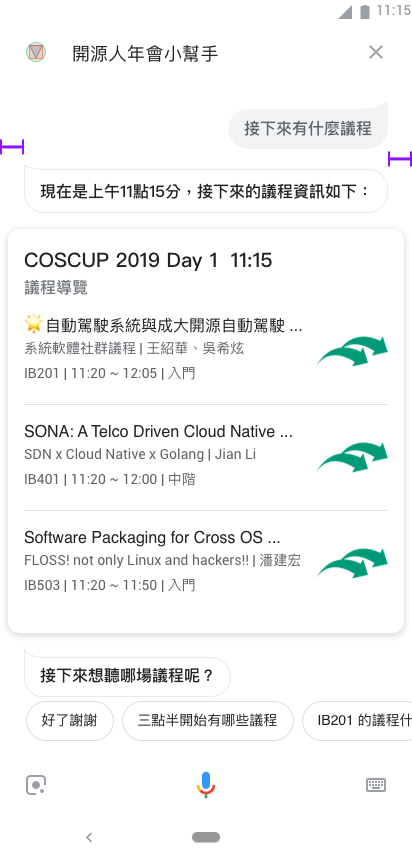 11:15
開源人年會小幫手
接下來有什麼議程
現在是上午11點15分，接下來的議程資訊如下：
COSCUP 2019 Day 1 11:15
議程導覽
🌟自動駕駛系統與成大開源自動駕駛 ...
系統軟體社群議程 | 王紹華、吳希炫
IB201 | 11:20 ~ 12:05 | 入門
SONA: A Telco Driven Cloud Native ...
SDN x Cloud Native x Golang | Jian Li
IB401 | 11:20 ~ 12:00 | 中階
Software Packaging for Cross OS ...
FLOSS! not only Linux and hackers!! | 潘建宏
IB503 | 11:20 ~ 11:50 | 入門
接下來想聽哪場議程呢？
好了謝謝
三點半開始有哪些議程
IB201 的議程什